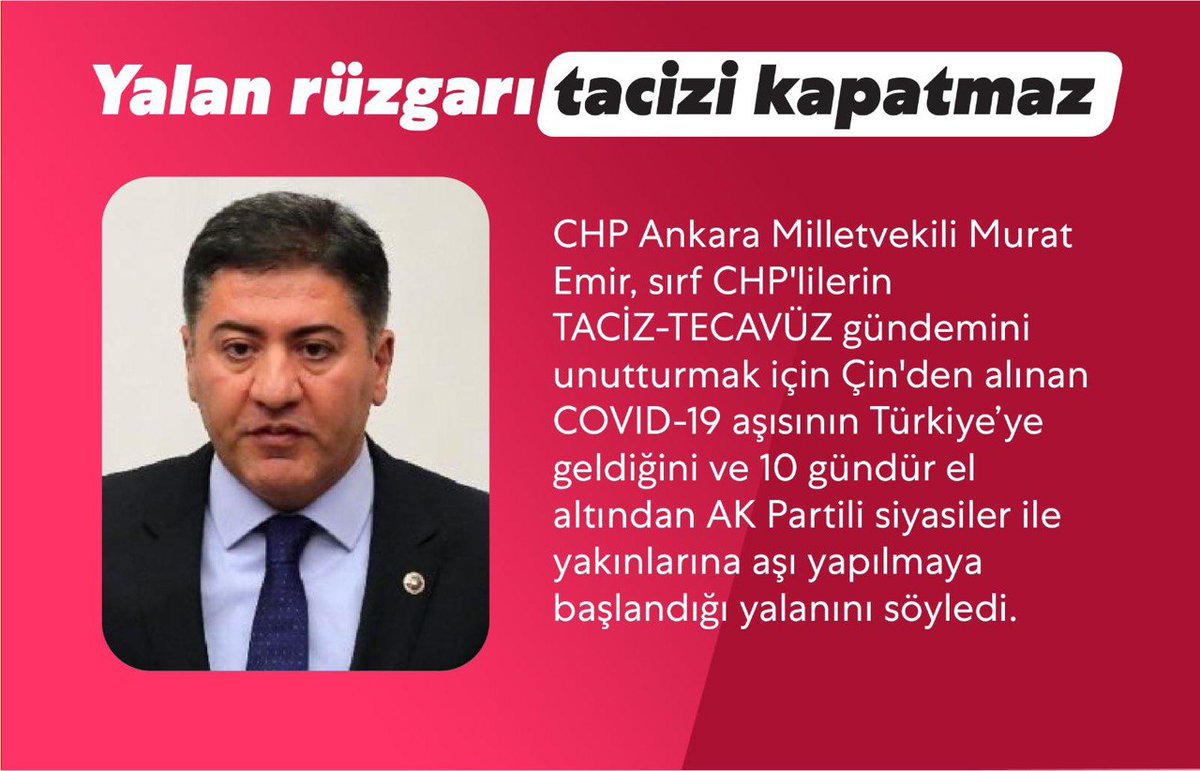 Yalan rüzgarı tacizi kapatmaz
CHP Ankara Milletvekili Murat
Emir, sırf CHP'lilerin
TACİZ-TECAVÜZ gündemini
unutturmak için Çin'den alınan
COVID-19 aşısının Türkiye’ye
geldiğini ve 10 gündür el
altından AK Partili siyasiler ile
yakınlarına aşı yapılmaya
başlandığı yalanını söyledi.